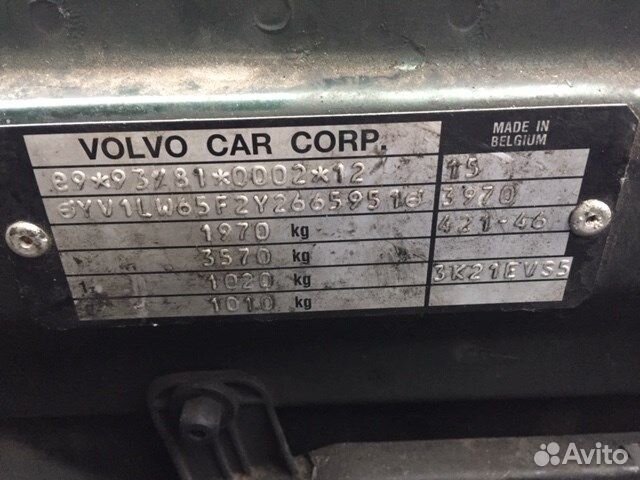 VOLVO CAR CORP.
MADE IN
BELGIUM
e9*93/81*0002*12
15
YV1LW65F2Y2665951
3970
1970 kg
421-46
3570 kg
1. 1020 kg
3K21EVS5
1010 kg
Avito